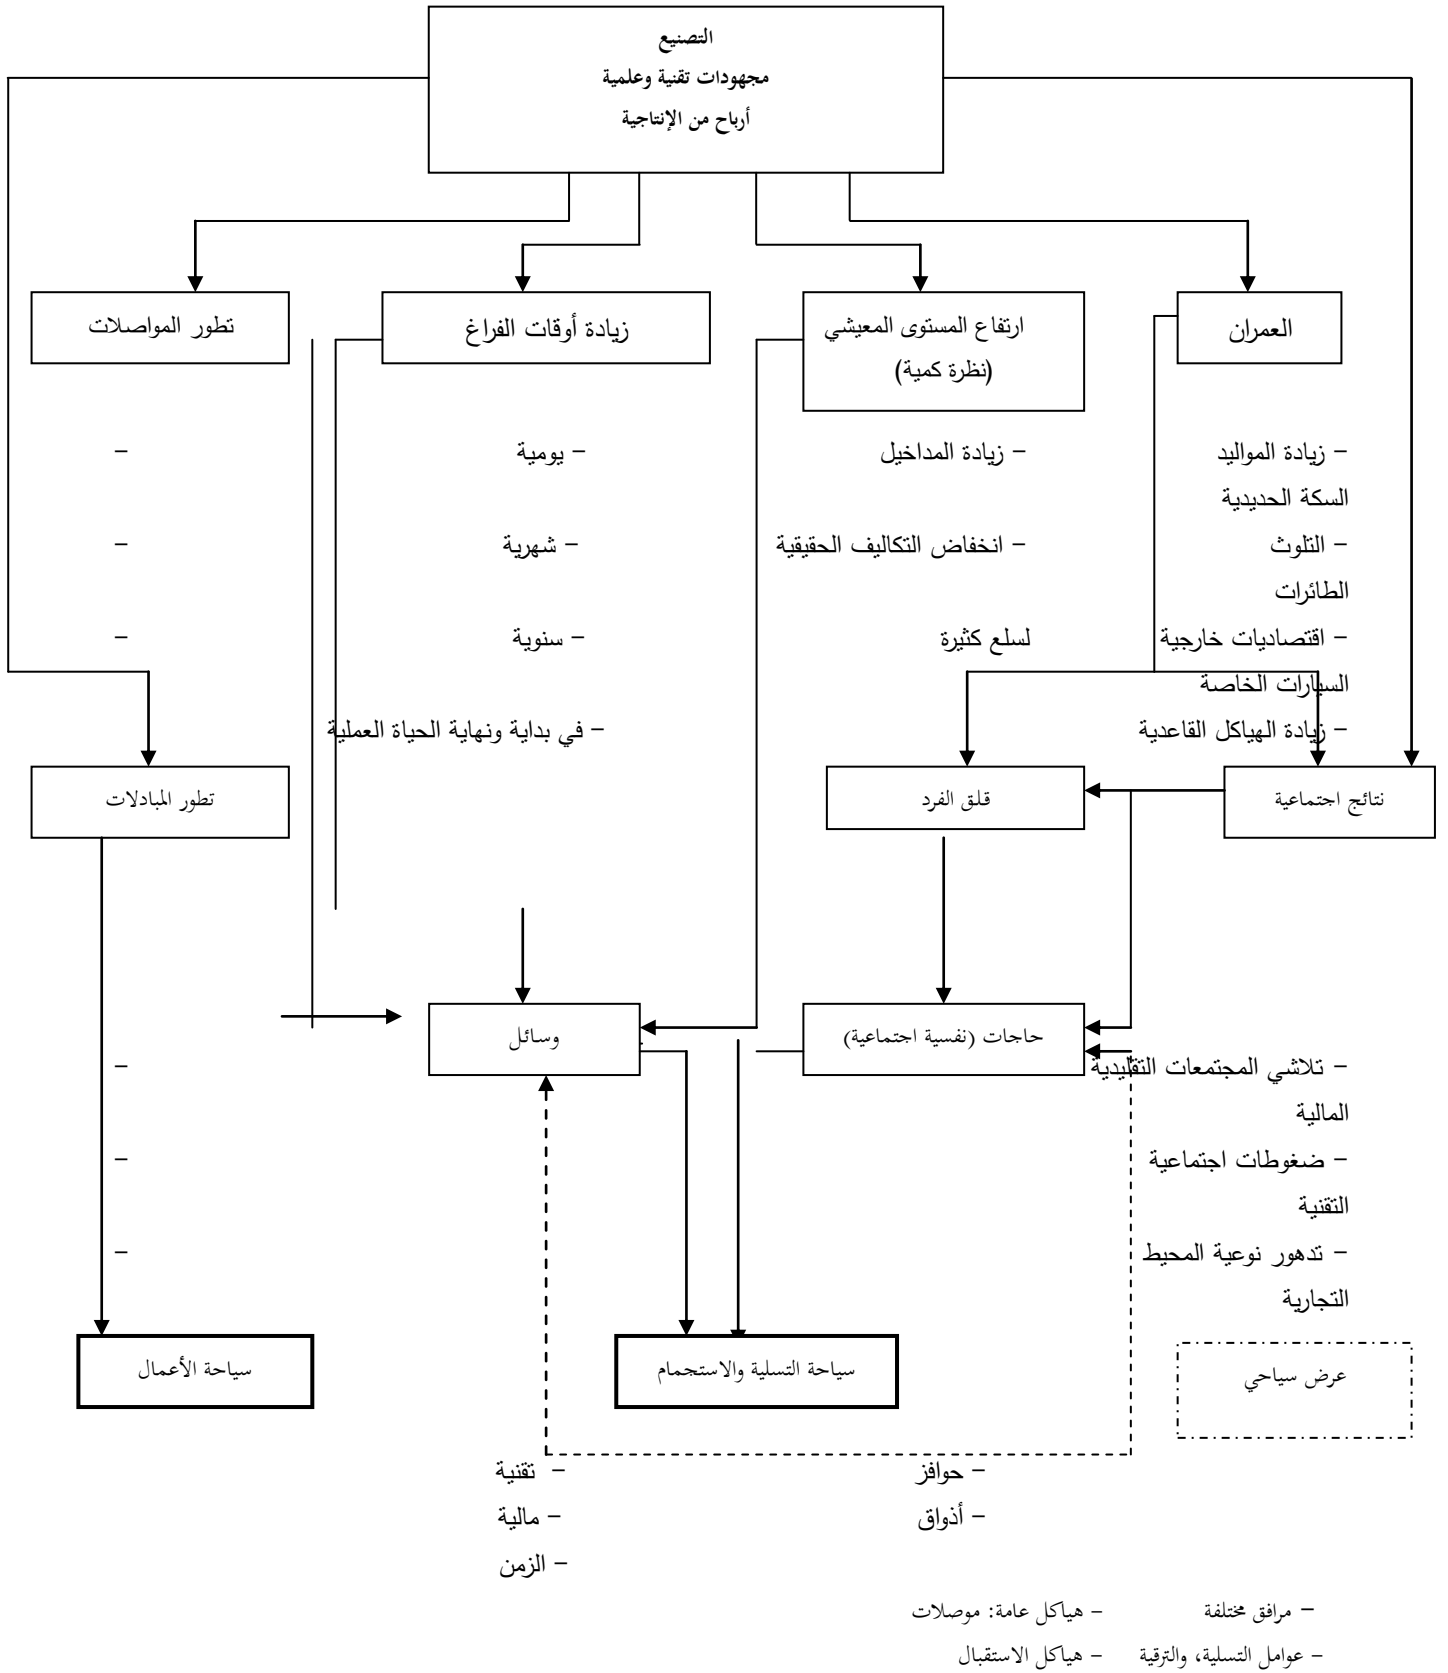 التصنيع
مجهودات تقنية وعلمية
أرباح من الإنتاجية
العمران
ارتفاع المستوى المعيشي
(نظرة كمية)
زيادة أوقات الفراغ
تطور المواصلات
– زيادة المواليد – زيادة المداخيل – يومية –
السكة الحديدية
– التلوث – انخفاض التكاليف الحقيقية – شهرية –
الطائرات
– اقتصاديات خارجية لسلع كثيرة – سنوية –
السيارات الخاصة
– زيادة الهياكل القاعدية – في بداية ونهاية الحياة العملية
نتائج اجتماعية
قلق الفرد
تطور المبادلات
حاجات (نفسية اجتماعية)
وسائل
– تلاشي المجتمعات التقليدية –
المالية
– ضغوطات اجتماعية –
التقنية
– تدهور نوعية المحيط –
التجارية
عرض سياحي
سياحة التسلية والاستجمام
سياحة الأعمال
– حوافز – تقنية
– أذواق – مالية
– الزمن
– مرافق مختلفة – هياكل عامة: موصلات
– عوامل التسلية، والترقية – هياكل الاستقبال